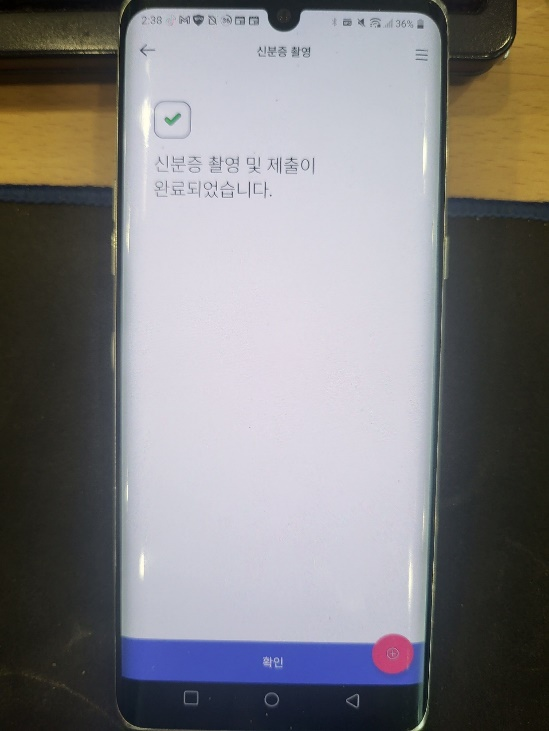 2:38
36%
신분증 촬영
신분증 촬영 및 제출이
완료되었습니다.
확인